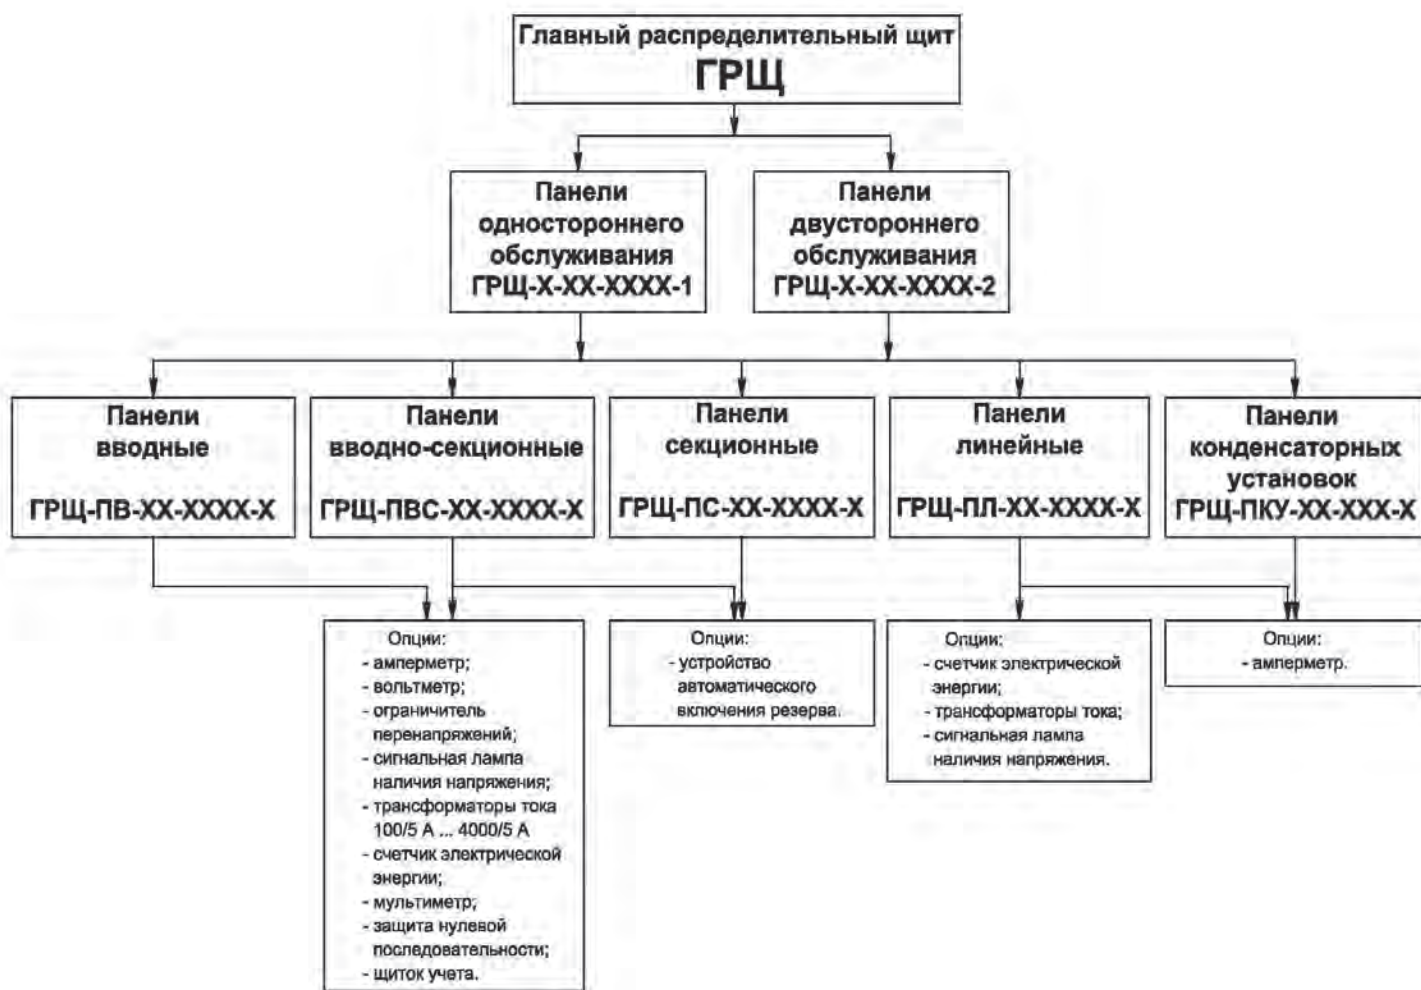 Главный распределительный щит
ГРЩ
Панели
одностороннего
обслуживания
ГРЩ-Х-ХХ-ХХХХ-1
Панели
двустороннего
обслуживания
ГРЩ-Х-ХХ-ХХХХ-2
Панели
вводные
ГРЩ-ПВ-ХХ-ХХХХ-Х
Панели
вводно-секционные
ГРЩ-ПВС-ХХ-ХХХХ-Х
Панели
секционные
ГРЩ-ПС-ХХ-ХХХХ-Х
Панели
линейные
ГРЩ-ПЛ-ХХ-ХХХХ-Х
Панели
конденсаторных
установок
ГРЩ-ПКУ-ХХ-ХХХ-Х
Опции:
- амперметр;
- вольтметр;
- ограничитель
перенапряжений;
- сигнальная лампа
наличия напряжения;
- трансформаторы тока
100/5 А ... 4000/5 А
- счетчик электрической
энергии;
- мультиметр;
- защита нулевой
последовательности;
- щиток учета.
Опции:
- устройство
автоматического
включения резерва.
Опции:
- счетчик электрической
энергии;
- трансформаторы тока;
- сигнальная лампа
наличия напряжения.
Опции:
- амперметр.